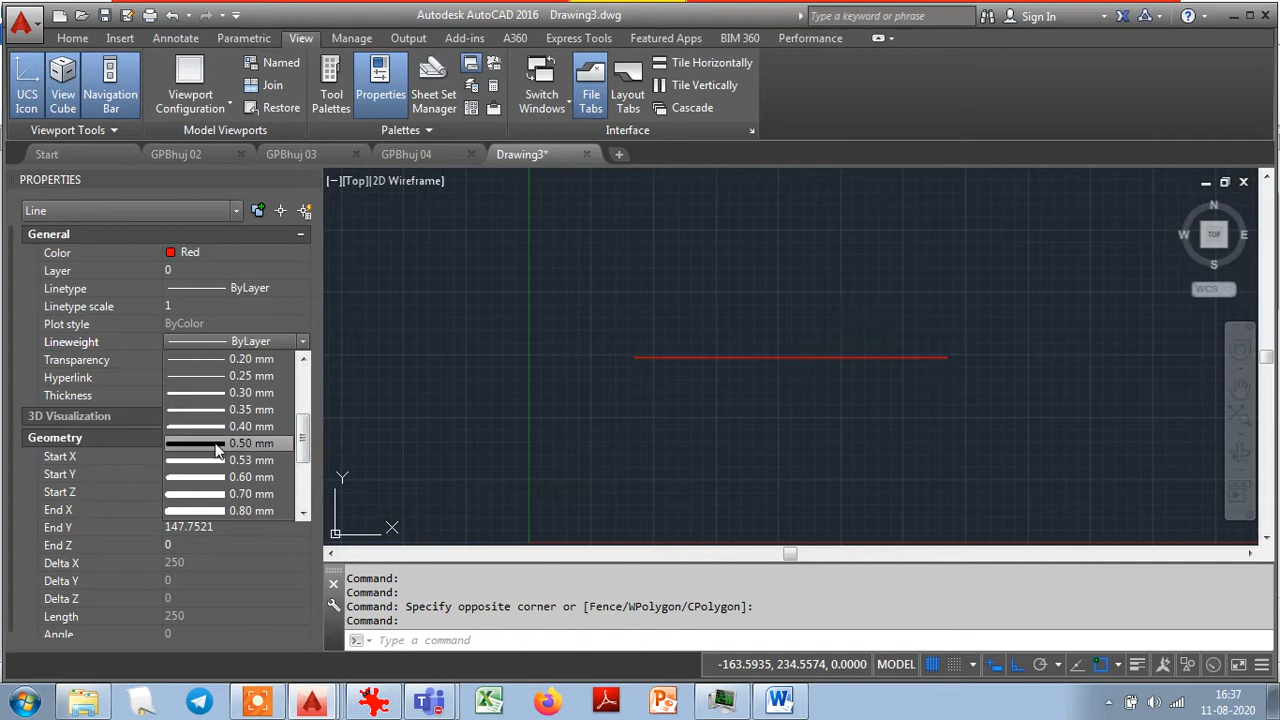 Autodesk AutoCAD 2016 Drawing3.dwg
Type a keyword or phrase
Sign In
Home Insert Annotate Parametric View Manage Output Add-ins A360 Express Tools Featured Apps BIM 360 Performance
UCS
Icon
View
Cube
Navigation
Bar
Viewport Tools
Viewport
Configuration
Named
Join
Restore
Model Viewports
Tool
Palettes
Properties
Sheet Set
Manager
Palettes
Switch
Windows
File
Tabs
Layout
Tabs
Tile Horizontally
Tile Vertically
Cascade
Interface
Start GPBhuj 02 GPBhuj 03 GPBhuj 04 Drawing3*
PROPERTIES
Line
General
Color Red
Layer 0
Linetype ByLayer
Linetype scale 1
Plot style ByColor
Lineweight ByLayer
Transparency
Hyperlink
Thickness
3D Visualization
Geometry
Start X
Start Y
Start Z
End X
End Y 147.7521
End Z 0
Delta X 250
Delta Y 0
Delta Z 0
Length 250
Angle 0
0.20 mm
0.25 mm
0.30 mm
0.35 mm
0.40 mm
0.50 mm
0.53 mm
0.60 mm
0.70 mm
0.80 mm
[−][Top][2D Wireframe]
N
W TOP E
S
WCS
Y
X
Command:
Command:
Command: Specify opposite corner or [Fence/WPolygon/CPolygon]:
Command:
Type a command
-163.5935, 234.5574, 0.0000 MODEL
16:37
11-08-2020